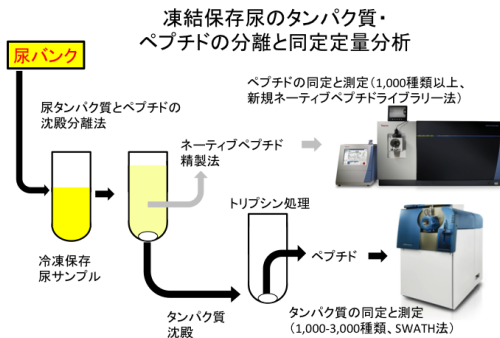 凍結保存尿のタンパク質・
ペプチドの分離と同定定量分析
尿バンク
尿タンパク質とペプチドの
沈殿分離法
ペプチドの同定と測定（1,000種類以上、
新規ネーティブペプチドライブラリー法）
ネーティブペプチド
精製法
トリプシン処理
冷凍保存
尿サンプル
ペプチド
タンパク質
沈殿
タンパク質の同定と測定
（1,000-3,000種類、SWATH法）